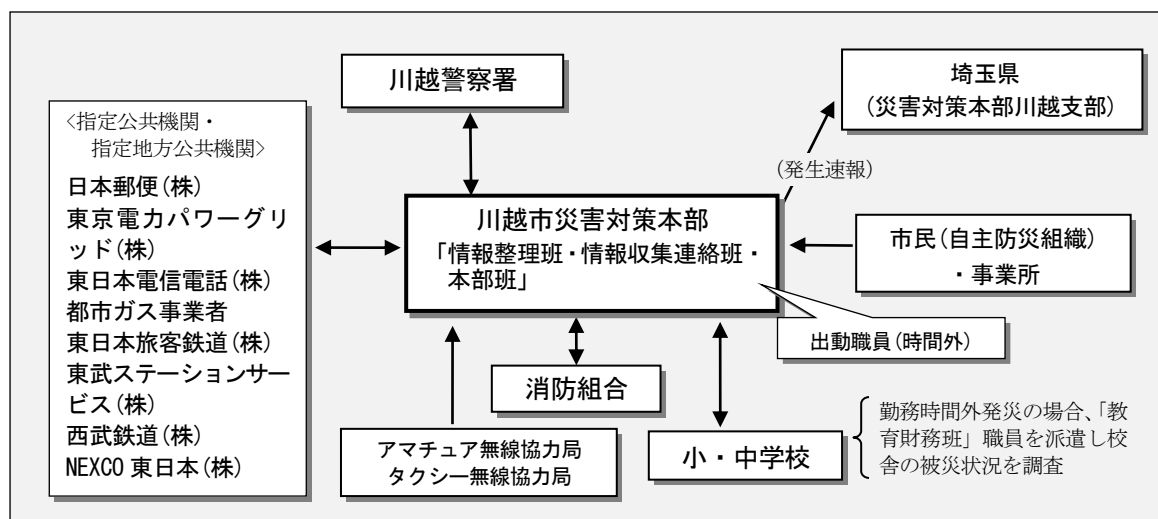 川越警察署
埼玉県
(災害対策本部川越支部)
<指定公共機関・
指定地方公共機関>
日本郵便(株)
東京電力パワーグリ
ッド(株)
東日本電信電話(株)
都市ガス事業者
東日本旅客鉄道(株)
東武ステーションサー
ビス(株)
西武鉄道(株)
NEXCO 東日本(株)
(発生速報)
川越市災害対策本部
「情報整理班・情報収集連絡班・
本部班」
市民(自主防災組織)
・事業所
出動職員(時間外)
消防組合
アマチュア無線協力局
タクシー無線協力局
小・中学校
勤務時間外発災の場合、「教
育財務班」職員を派遣し校
舎の被災状況を調査